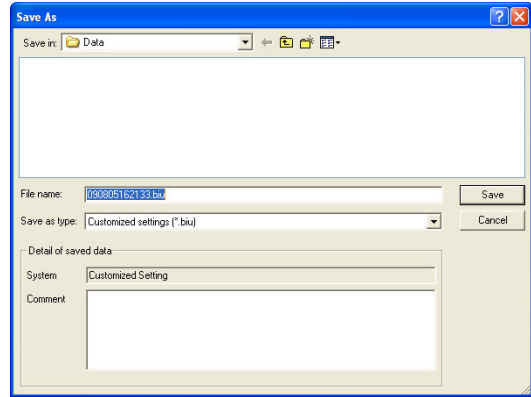 Save As
Save in: Data
File name: 090805162133.biu
Save
Save as type: Customized settings (*.biu)
Cancel
Detail of saved data
System Customized Setting
Comment